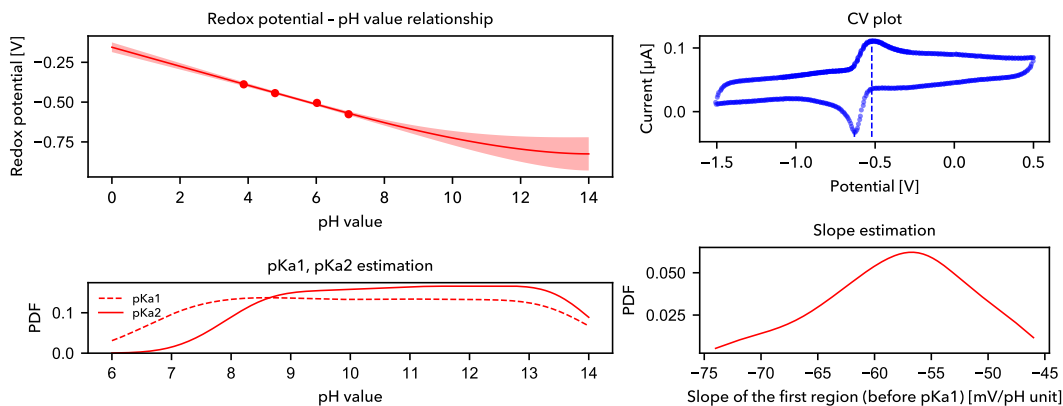 Redox potential – pH value relationship
Redox potential [V]
−0.25
−0.50
−0.75
0 2 4 6 8 10 12 14
pH value
CV plot
Current [µA]
0.1
0.0
−1.5 −1.0 −0.5 0.0 0.5
Potential [V]
pKa1, pKa2 estimation
PDF
0.1
0.0
pKa1
pKa2
6 7 8 9 10 11 12 13 14
pH value
Slope estimation
PDF
0.050
0.025
−75 −70 −65 −60 −55 −50 −45
Slope of the first region (before pKa1) [mV/pH unit]